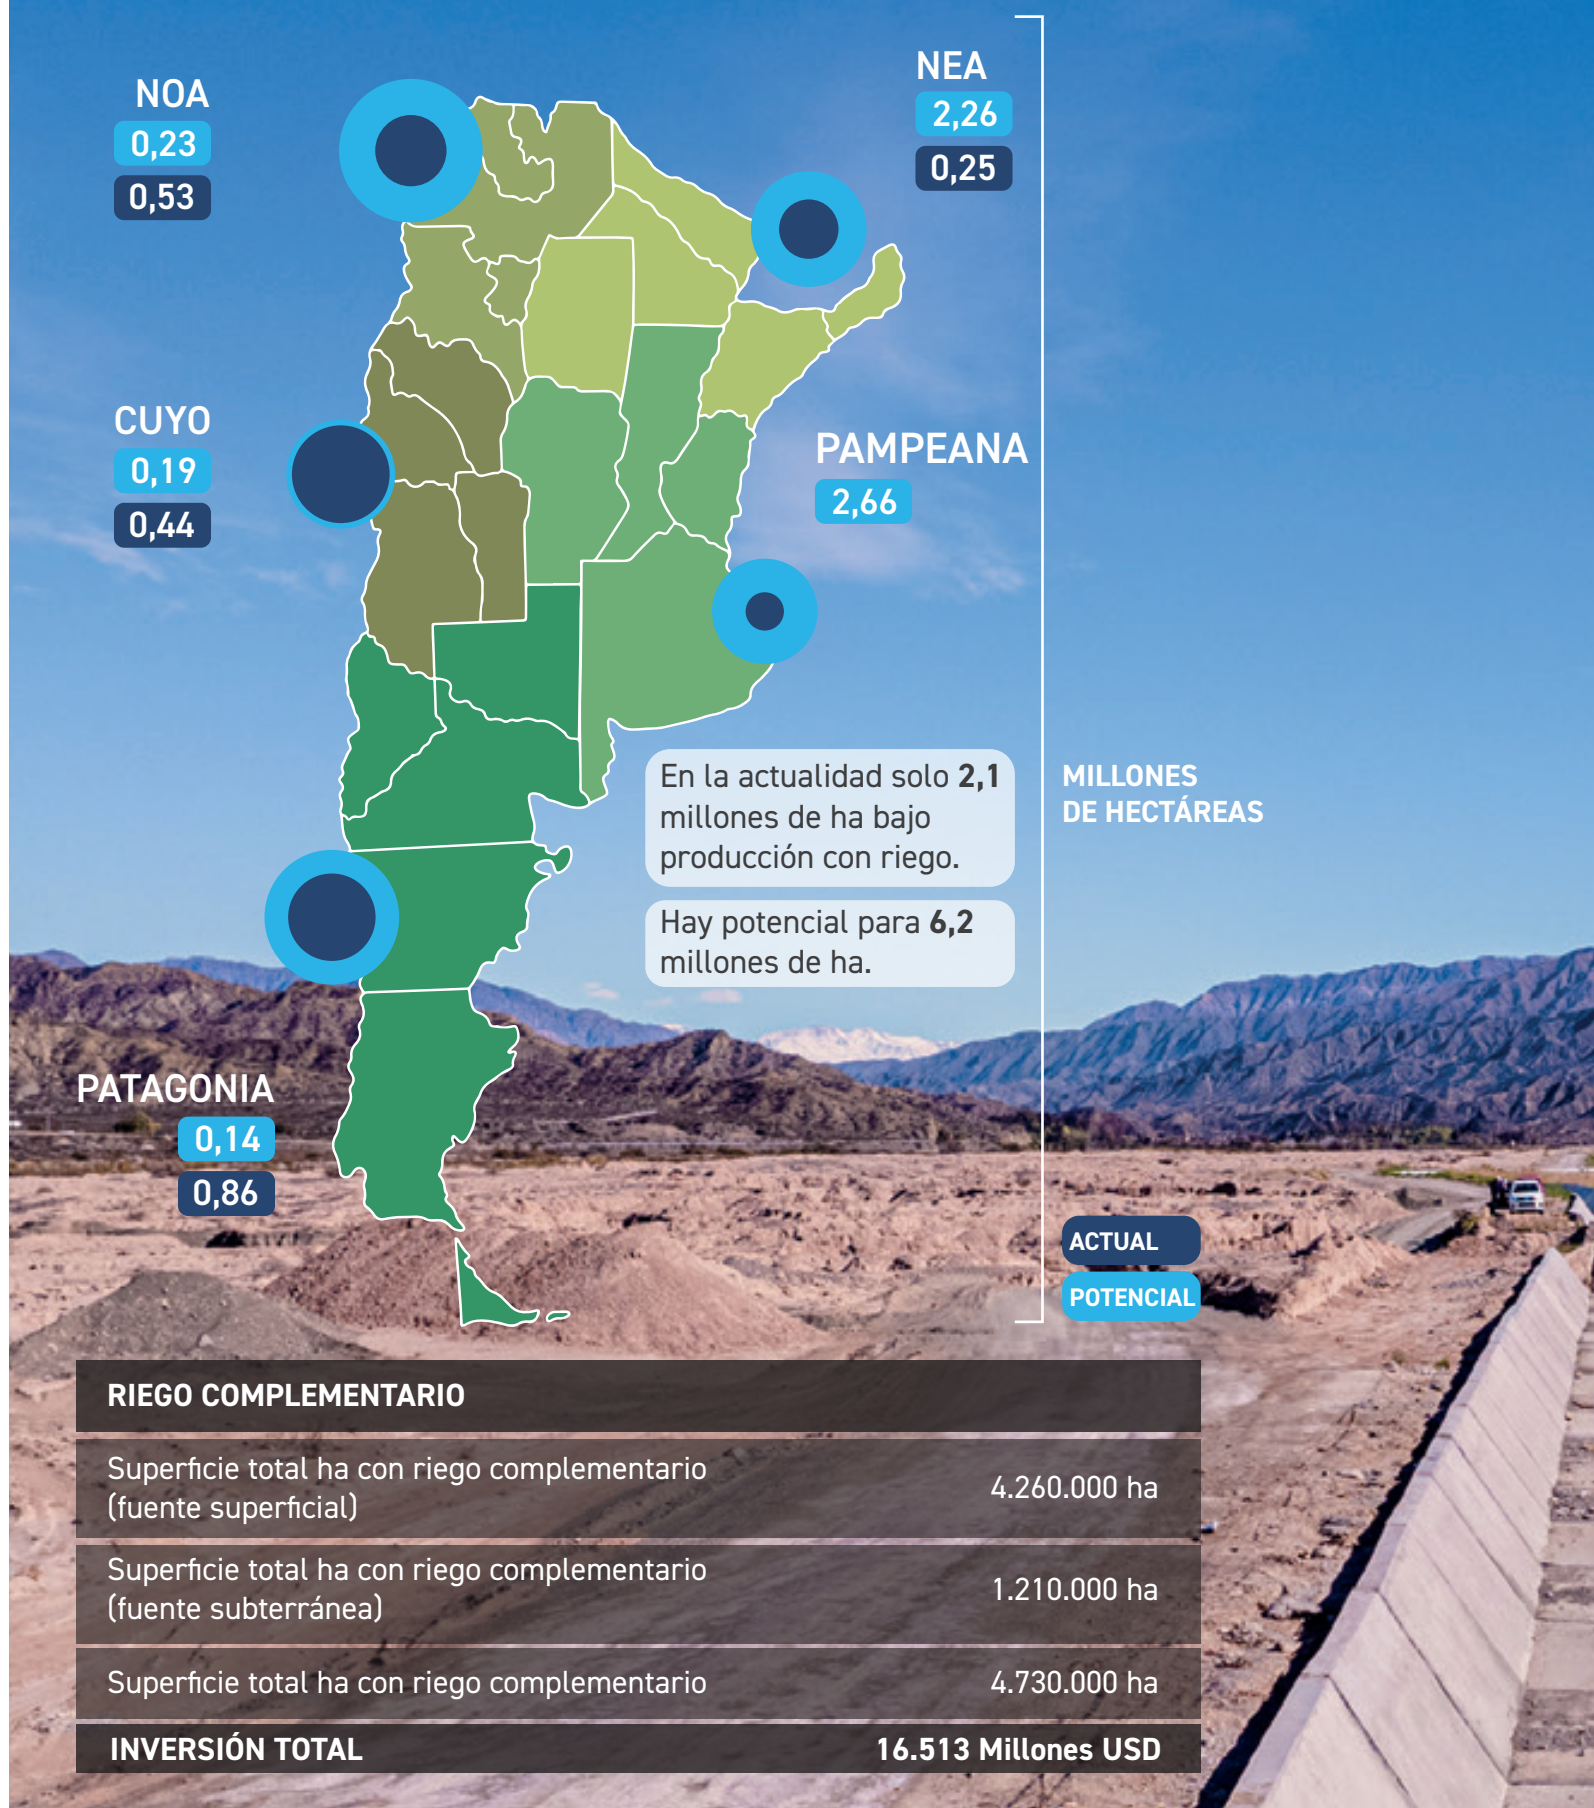 NOA
0,23
0,53
NEA
2,26
0,25
CUYO
0,19
0,44
PAMPEANA
2,66
En la actualidad solo 2,1
millones de ha bajo
producción con riego.
Hay potencial para 6,2
millones de ha.
MILLONES
DE HECTÁREAS
PATAGONIA
0,14
0,86
ACTUAL
POTENCIAL
RIEGO COMPLEMENTARIO
Superficie total ha con riego complementario
(fuente superficial)
4.260.000 ha
Superficie total ha con riego complementario
(fuente subterránea)
1.210.000 ha
Superficie total ha con riego complementario
4.730.000 ha
INVERSIÓN TOTAL
16.513 Millones USD